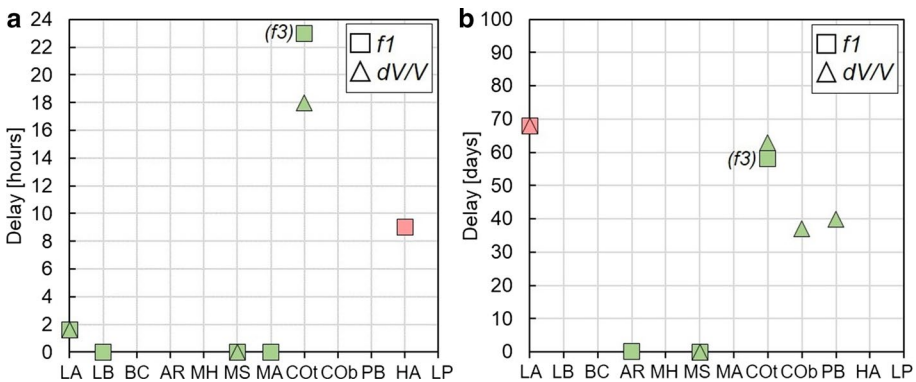 a
Delay [hours]
24
22
20
18
16
14
12
10
8
6
4
2
0
(f3)
f1
dV/V
LA LB BC AR MH MS MA COt COb PB HA LP
b
Delay [days]
100
90
80
70
60
50
40
30
20
10
0
(f3)
f1
dV/V
LA LB BC AR MH MS MA COt COb PB HA LP